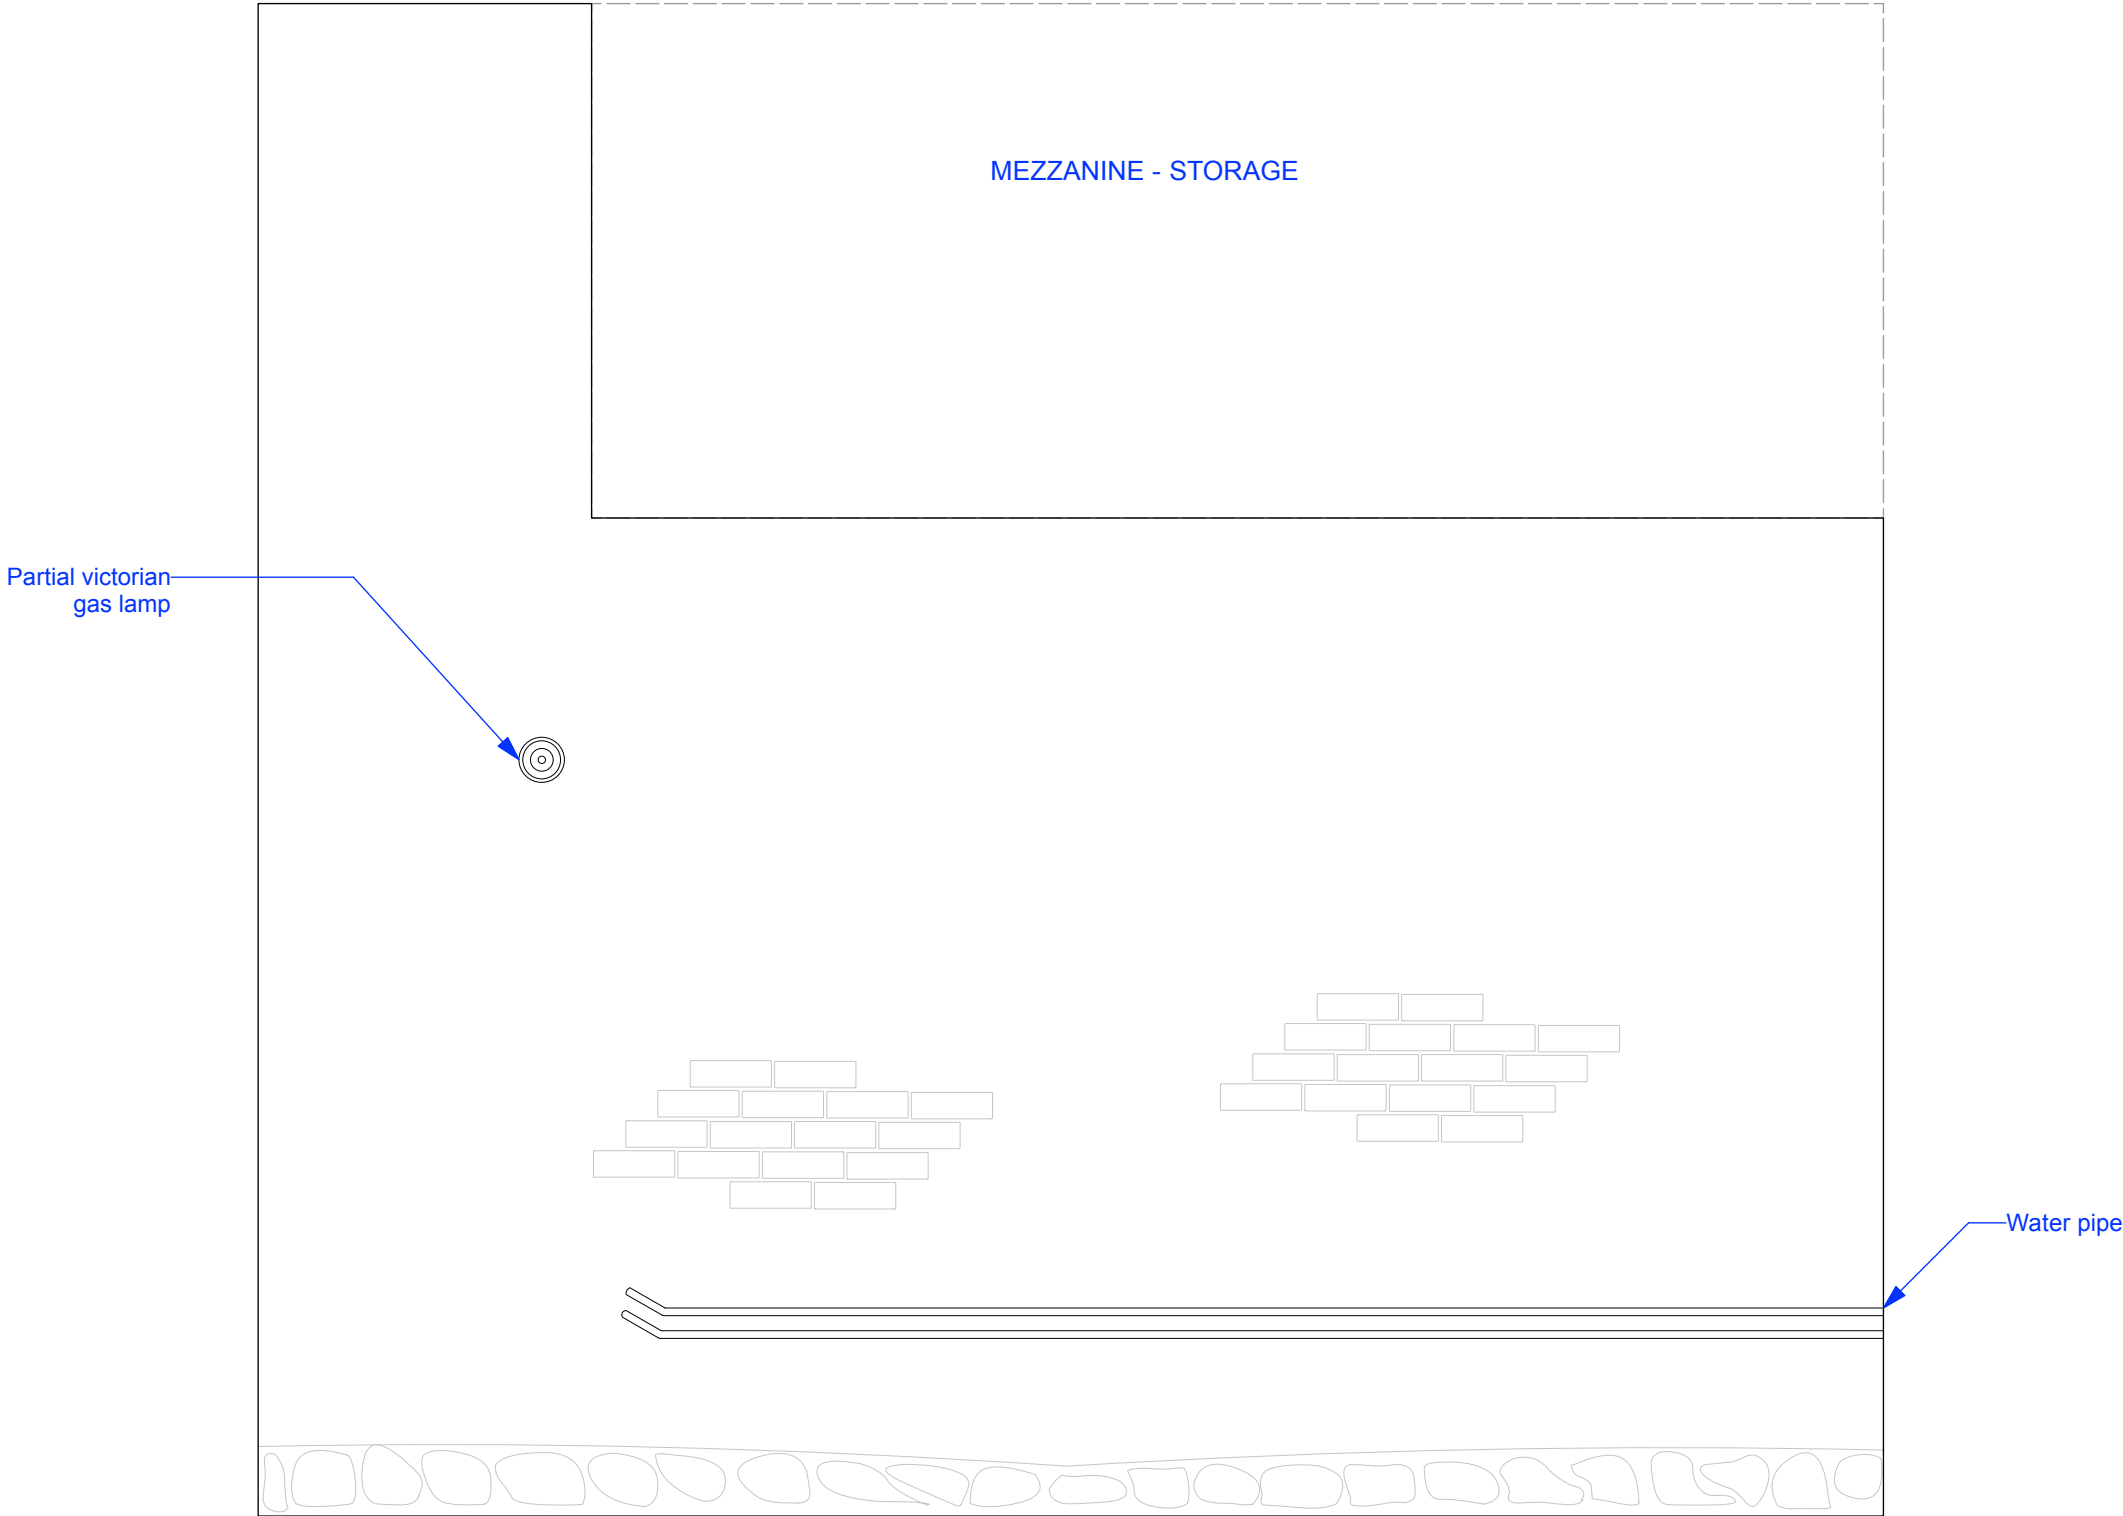 MEZZANINE - STORAGE
Partial victorian
gas lamp
Water pipe